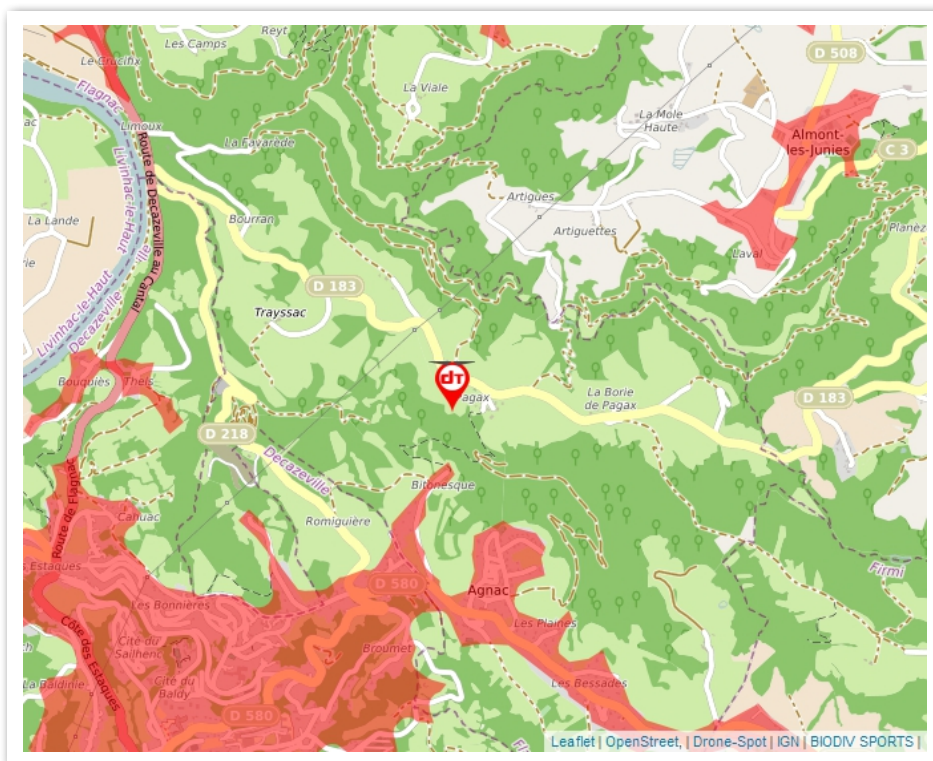 Reyt
Les Camps
D 508
Le Crucifix
La Viale
Flagnac
La Mole
Haute
Almont-
les-Junies
Limoux
La Favarède
C 3
Livinhac-le-Haut
Route de Decazeville au Cantal
Artigues
La Lande
Bourran
Artiguettes
Laval
Planèz
D 183
Trayssac
Livinhac-le-Haut
Decazeville
Bouquiès
Theis
dT
Pagax
La Borie
de Pagax
D 183
D 218
Decazeville
Bitonesque
Route de Flagnac
Cahuac
Romiguière
Firmi
s Estaques
D 580
Agnac
Les Bonnières
Les Plaines
Côte des Estaques
Cité du
Sailhenc
Broumet
La Baldinie
Cité du
Baldy
Les Bessades
D 580
Leaflet | OpenStreet, | Drone-Spot | IGN | BIODIV SPORTS |